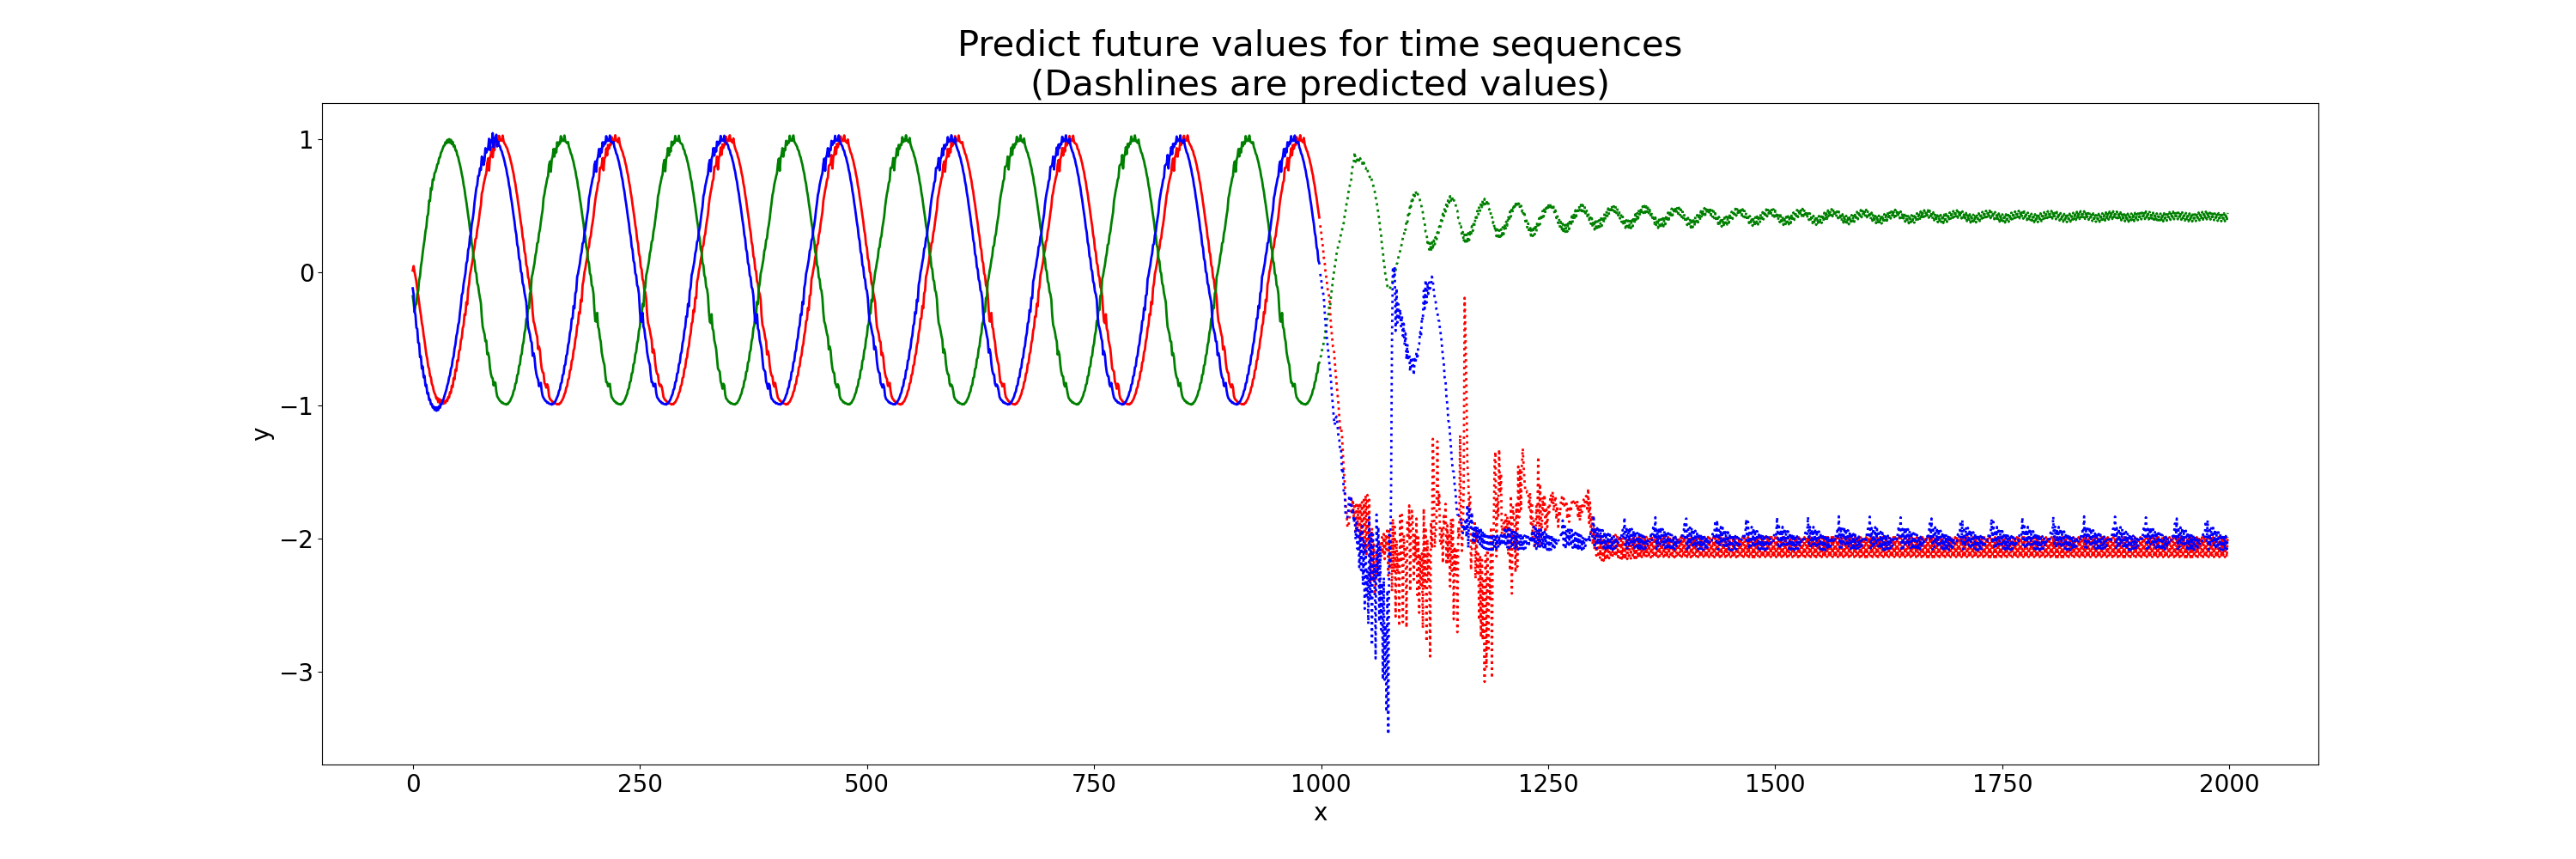 Predict future values for time sequences
(Dashlines are predicted values)
1
0
−1
−2
−3
y
0 250 500 750 1000 1250 1500 1750 2000
x